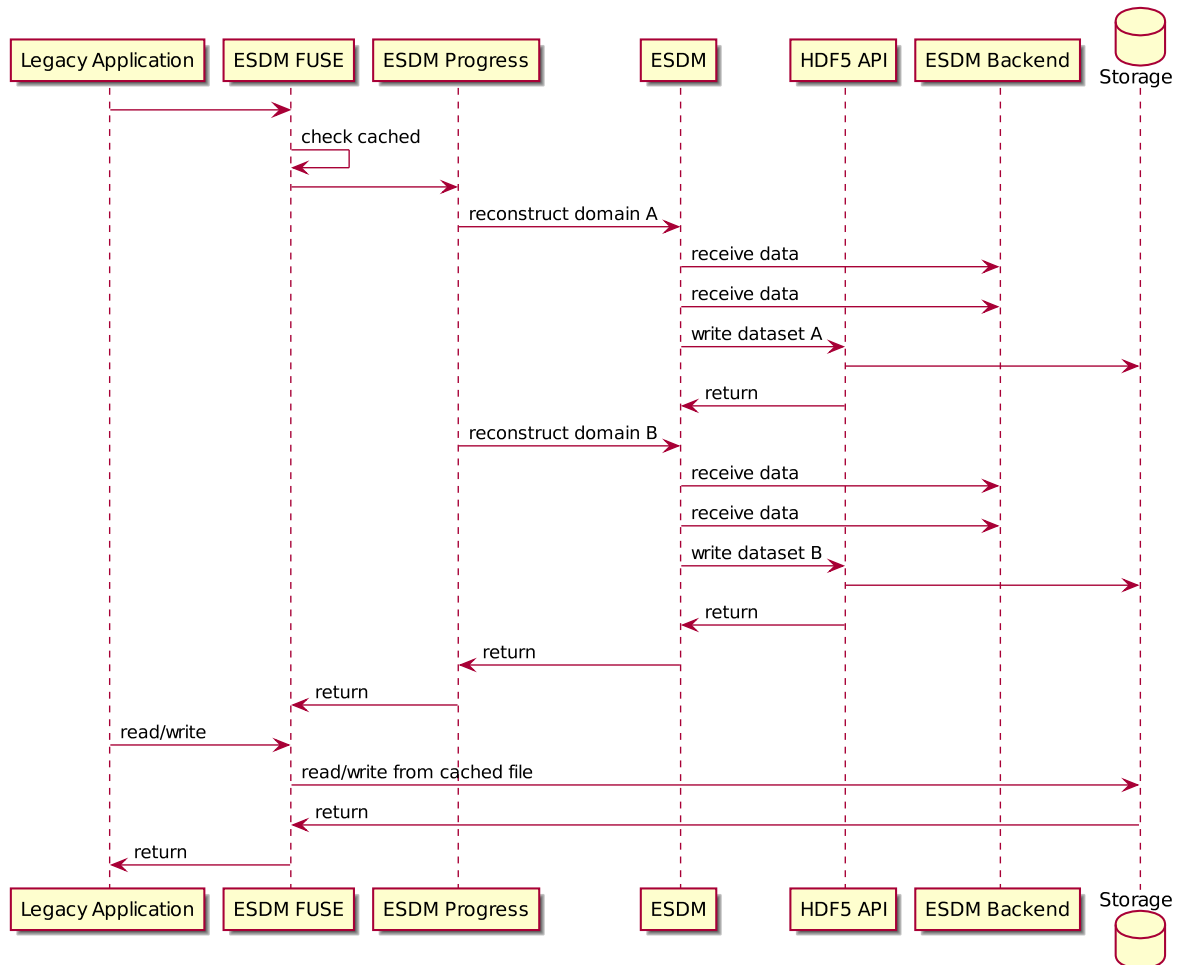 Legacy Application
ESDM FUSE
ESDM Progress
ESDM
HDF5 API
ESDM Backend
Storage
check cached
reconstruct domain A
receive data
receive data
write dataset A
return
reconstruct domain B
receive data
receive data
write dataset B
return
return
return
read/write
read/write from cached file
return
return
Legacy Application
ESDM FUSE
ESDM Progress
ESDM
HDF5 API
ESDM Backend
Storage